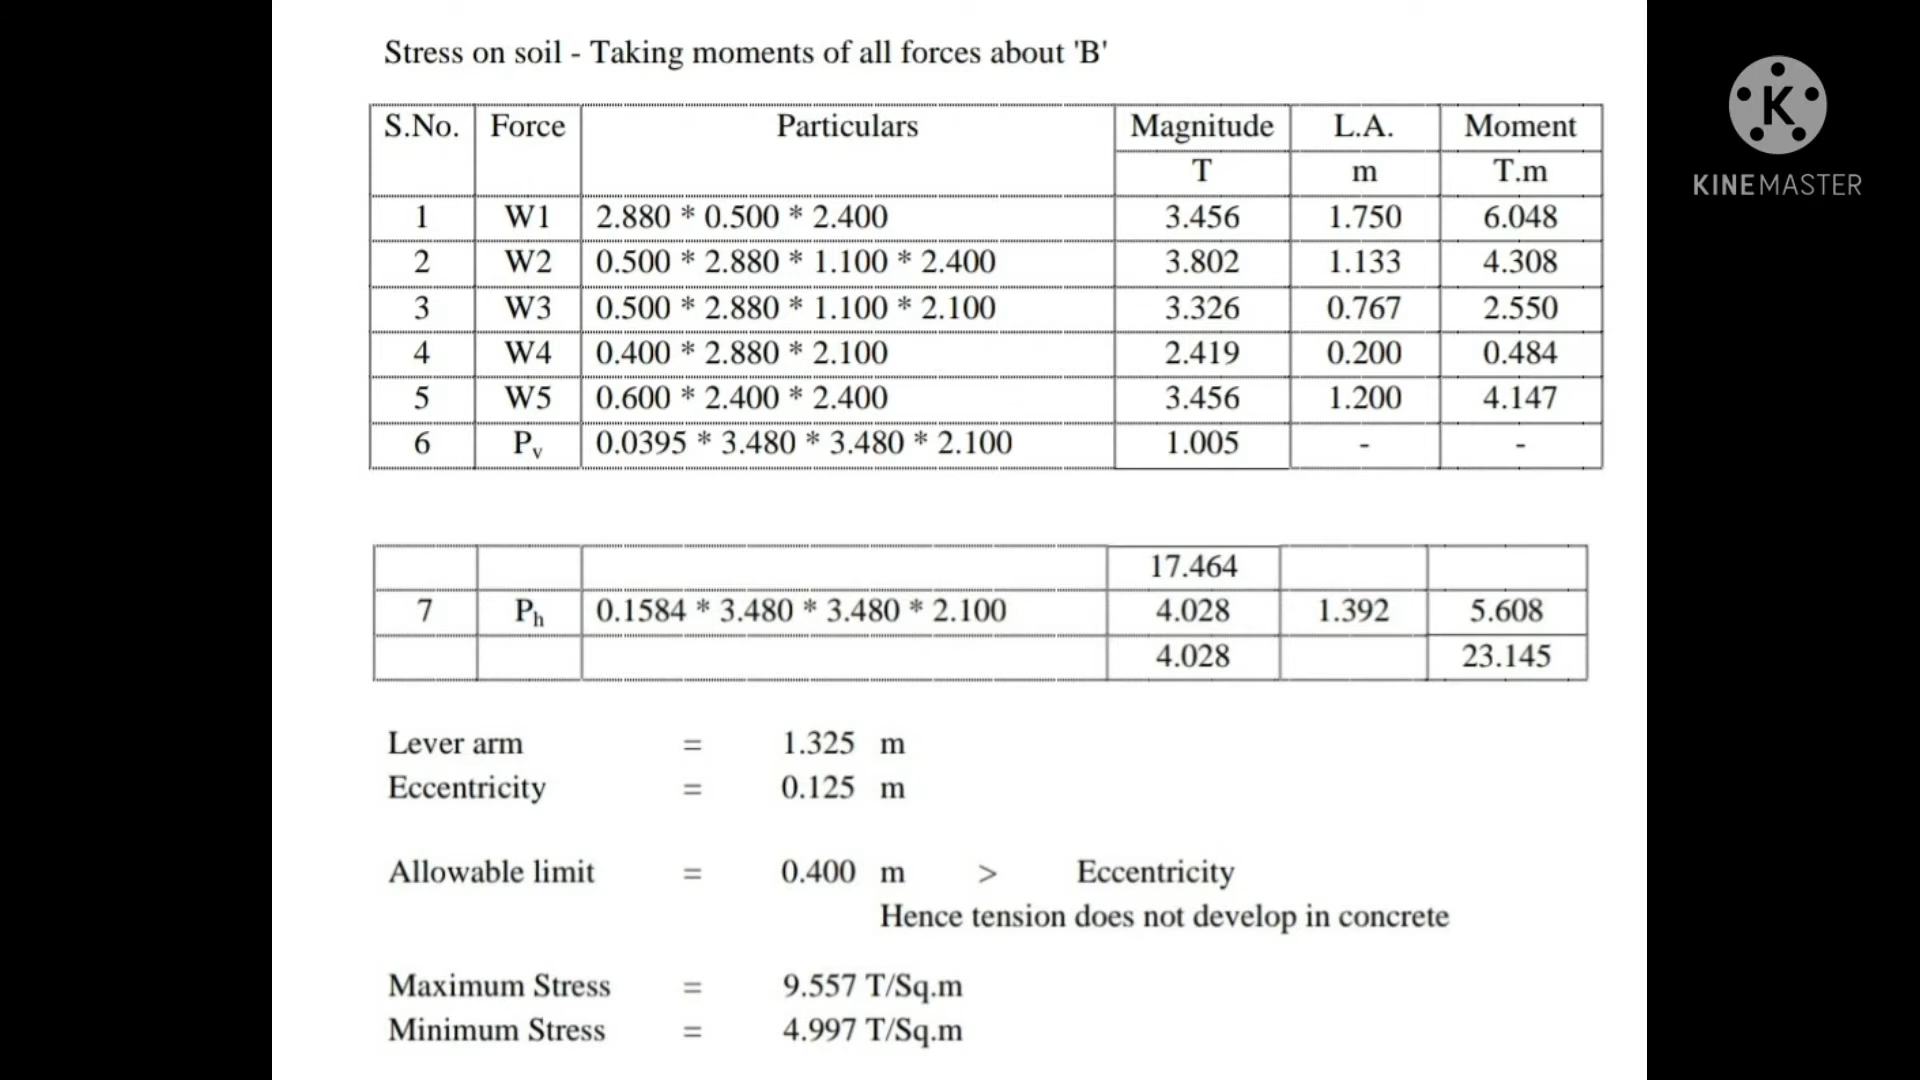 Stress on soil - Taking moments of all forces about 'B'
S.No. Force Particulars Magnitude L.A. Moment
T m T.m
1 W1 2.880 * 0.500 * 2.400 3.456 1.750 6.048
2 W2 0.500 * 2.880 * 1.100 * 2.400 3.802 1.133 4.308
3 W3 0.500 * 2.880 * 1.100 * 2.100 3.326 0.767 2.550
4 W4 0.400 * 2.880 * 2.100 2.419 0.200 0.484
5 W5 0.600 * 2.400 * 2.400 3.456 1.200 4.147
6 Pv 0.0395 * 3.480 * 3.480 * 2.100 1.005 - -
17.464
7 Ph 0.1584 * 3.480 * 3.480 * 2.100 4.028 1.392 5.608
4.028 23.145
Lever arm = 1.325 m
Eccentricity = 0.125 m
Allowable limit = 0.400 m > Eccentricity
Hence tension does not develop in concrete
Maximum Stress = 9.557 T/Sq.m
Minimum Stress = 4.997 T/Sq.m
K
KINEMASTER